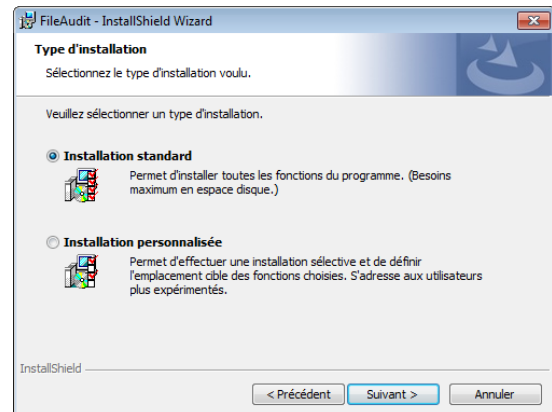 FileAudit - InstallShield Wizard
Type d'installation
Sélectionnez le type d'installation voulu.
Veuillez sélectionner un type d'installation.
Installation standard
Permet d'installer toutes les fonctions du programme. (Besoins
maximum en espace disque.)
Installation personnalisée
Permet d'effectuer une installation sélective et de définir
l'emplacement cible des fonctions choisies. S'adresse aux utilisateurs
plus expérimentés.
InstallShield
< Précédent Suivant > Annuler